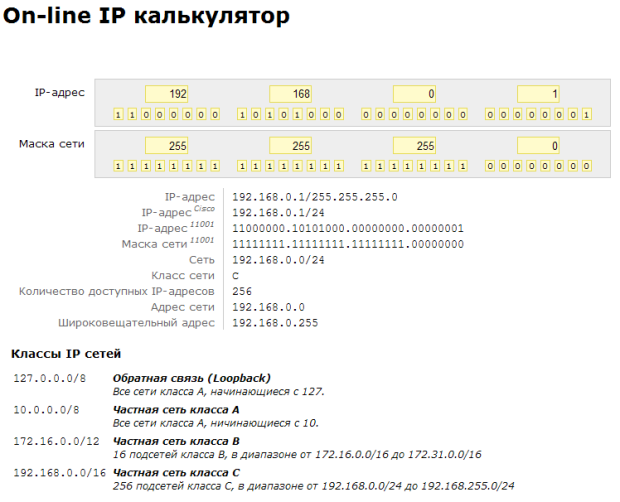 On-line IP калькулятор
IP-адрес 192 168 0 1
1 1 0 0 0 0 0 0 1 0 1 0 1 0 0 0 0 0 0 0 0 0 0 0 0 0 0 0 0 0 0 1
Маска сети 255 255 255 0
1 1 1 1 1 1 1 1 1 1 1 1 1 1 1 1 1 1 1 1 1 1 1 1 0 0 0 0 0 0 0 0
IP-адрес 192.168.0.1/255.255.255.0
IP-адрес Cisco 192.168.0.1/24
IP-адрес 11001 11000000.10101000.00000000.00000001
Маска сети 11001 11111111.11111111.11111111.00000000
Сеть 192.168.0.0/24
Класс сети C
Количество доступных IP-адресов 256
Адрес сети 192.168.0.0
Широковещательный адрес 192.168.0.255
Классы IP сетей
127.0.0.0/8 Обратная связь (Loopback)
Все сети класса А, начинающиеся с 127.
10.0.0.0/8 Частная сеть класса А
Все сети класса А, ничинающиеся с 10.
172.16.0.0/12 Частная сеть класса В
16 подсетей класса В, в диапазоне от 172.16.0.0/16 до 172.31.0.0/16
192.168.0.0/16 Частная сеть класса С
256 подсетей класса С, в диапазоне от 192.168.0.0/24 до 192.168.255.0/24